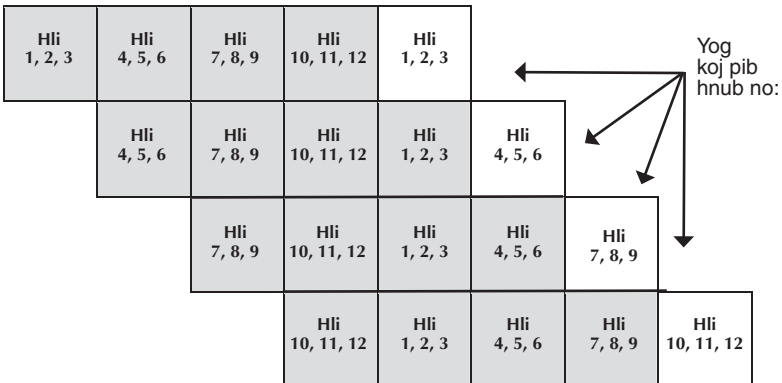 Hli
1, 2, 3
Hli
4, 5, 6
Hli
7, 8, 9
Hli
10, 11, 12
Hli
1, 2, 3
Yog
koj pib
hnub no:
Hli
4, 5, 6
Hli
7, 8, 9
Hli
10, 11, 12
Hli
1, 2, 3
Hli
4, 5, 6
Hli
7, 8, 9
Hli
10, 11, 12
Hli
1, 2, 3
Hli
4, 5, 6
Hli
7, 8, 9
Hli
10, 11, 12
Hli
1, 2, 3
Hli
4, 5, 6
Hli
7, 8, 9
Hli
10, 11, 12